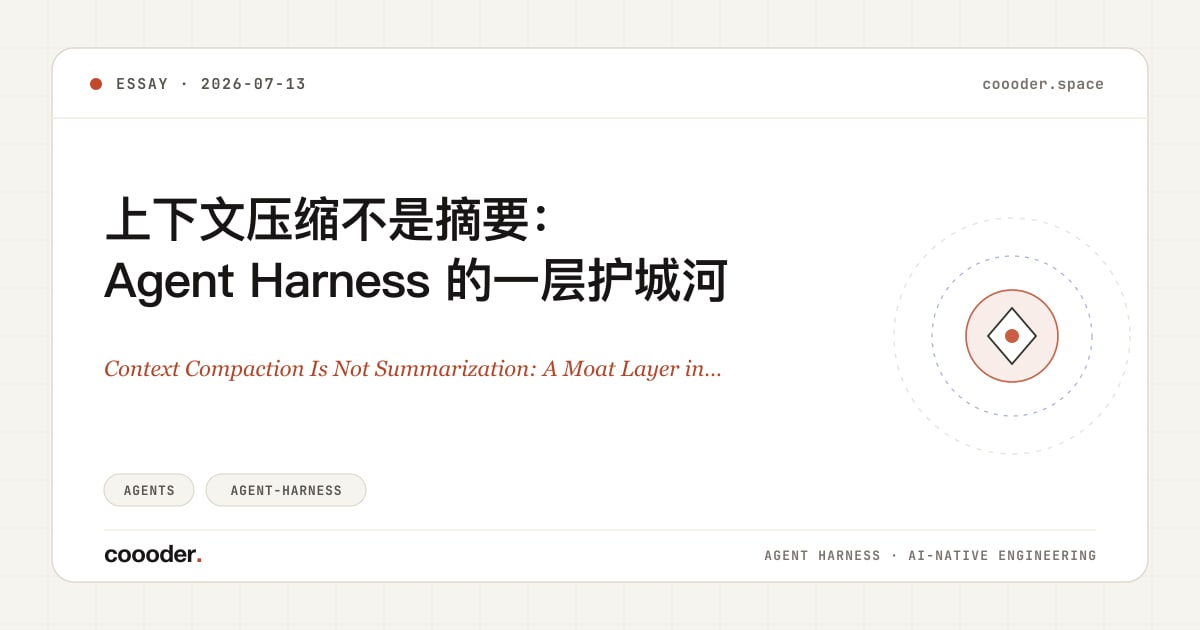 ESSAY · 2026-07-13
coooder.space
上下文压缩不是摘要：
Agent Harness 的一层护城河
Context Compaction Is Not Summarization: A Moat Layer in...
AGENTS
AGENT-HARNESS
coooder.
AGENT HARNESS · AI-NATIVE ENGINEERING